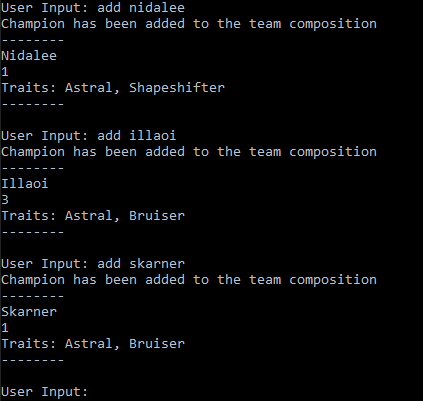 User Input: add nidalee
Champion has been added to the team composition
--------
Nidalee
1
Traits: Astral, Shapeshifter
--------
User Input: add illaoi
Champion has been added to the team composition
--------
Illaoi
3
Traits: Astral, Bruiser
--------
User Input: add skarner
Champion has been added to the team composition
--------
Skarner
1
Traits: Astral, Bruiser
--------
User Input: